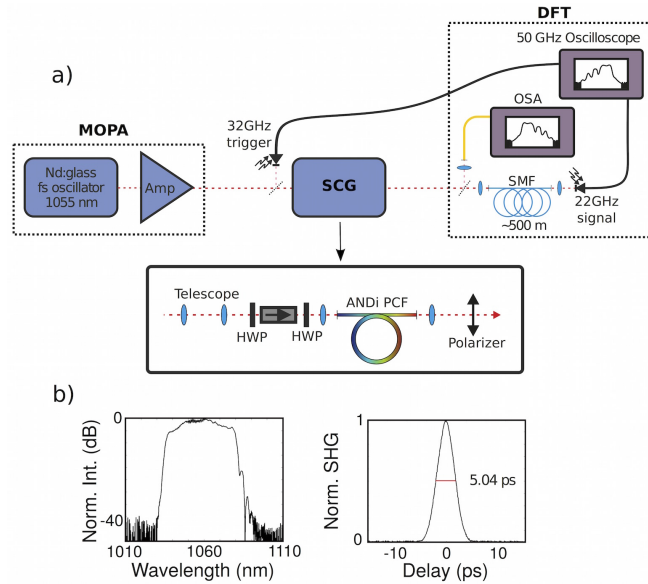 DFT
50 GHz Oscilloscope
a)
OSA
32GHz
trigger
MOPA
Nd:glass
fs oscillator
1055 nm
Amp
SCG
SMF
~500 m
22GHz
signal
Telescope
HWP
HWP
ANDi PCF
Polarizer
b)
Norm. Int. (dB)
0
-40
1010
1060
1110
Wavelength (nm)
Norm. SHG
1
0
5.04 ps
-10
0
10
Delay (ps)